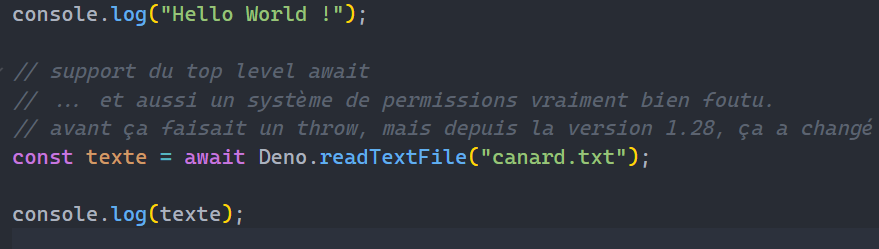 console.log("Hello World !");
// support du top level await
// ... et aussi un système de permissions vraiment bien foutu.
// avant ça faisait un throw, mais depuis la version 1.28, ça a changé
const texte = await Deno.readTextFile("canard.txt");
console.log(texte);